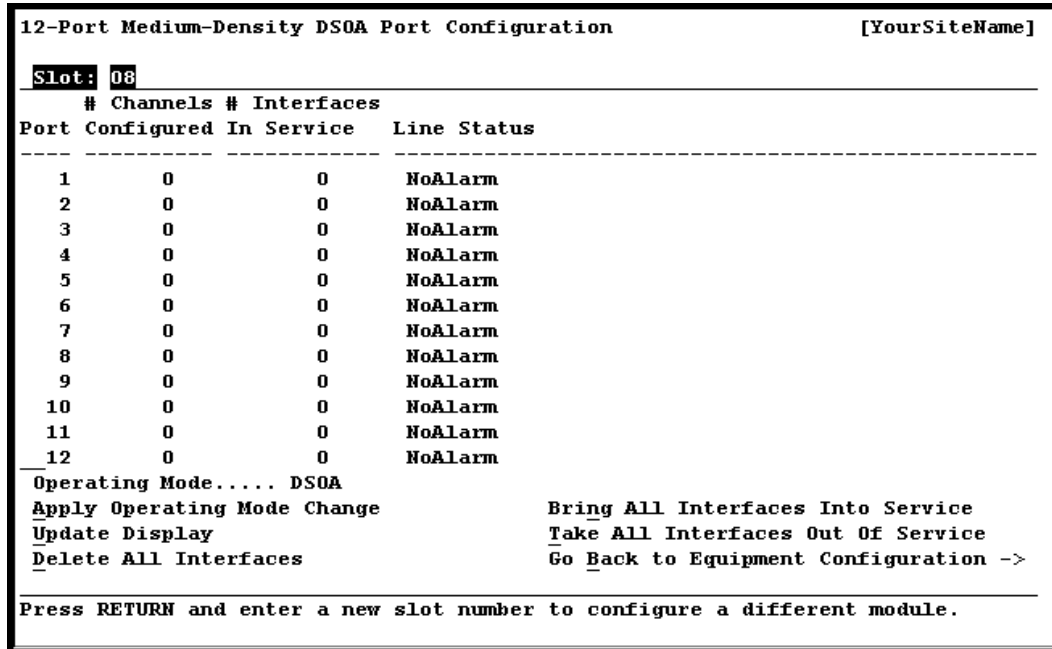 12-Port Medium-Density DS0A Port Configuration [YourSiteName]
Slot: 08
# Channels # Interfaces
Port Configured In Service Line Status
---- ---------- ------------ --------------------------------------------------
1 0 0 NoAlarm
2 0 0 NoAlarm
3 0 0 NoAlarm
4 0 0 NoAlarm
5 0 0 NoAlarm
6 0 0 NoAlarm
7 0 0 NoAlarm
8 0 0 NoAlarm
9 0 0 NoAlarm
10 0 0 NoAlarm
11 0 0 NoAlarm
12 0 0 NoAlarm
Operating Mode..... DS0A
Apply Operating Mode Change Bring All Interfaces Into Service
Update Display Take All Interfaces Out Of Service
Delete All Interfaces Go Back to Equipment Configuration ->
Press RETURN and enter a new slot number to configure a different module.